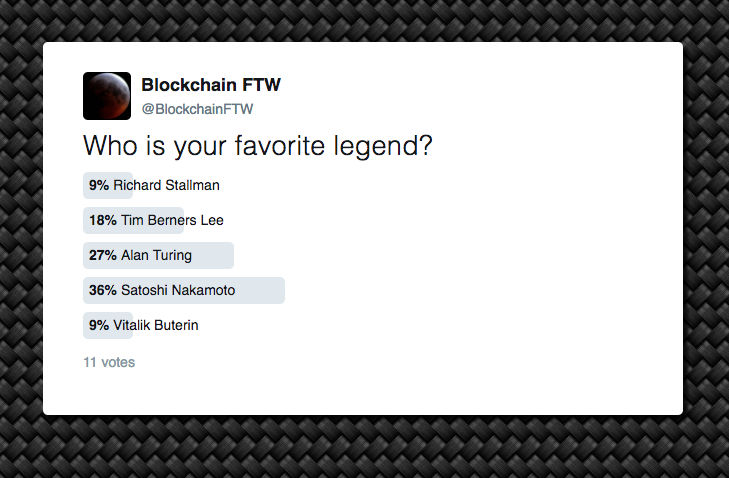 Blockchain FTW
@BlockchainFTW
Who is your favorite legend?
9% Richard Stallman
18% Tim Berners Lee
27% Alan Turing
36% Satoshi Nakamoto
9% Vitalik Buterin
11 votes